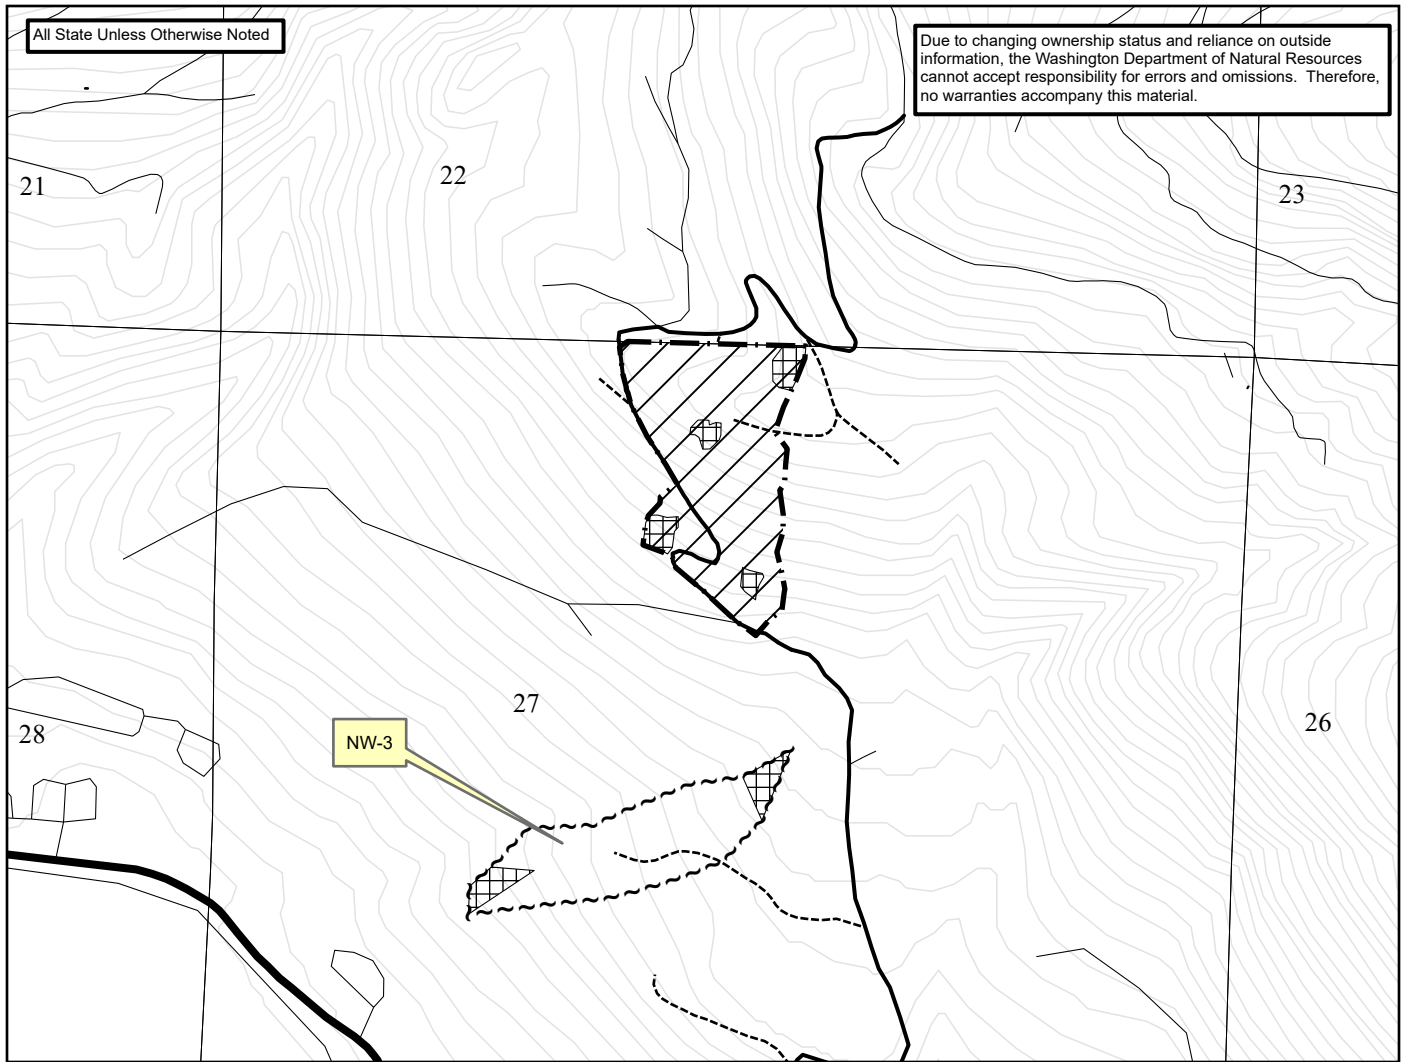 All State Unless Otherwise Noted
Due to changing ownership status and reliance on outside
information, the Washington Department of Natural Resources
cannot accept responsibility for errors and omissions. Therefore,
no warranties accompany this material.
21
22
23
28
27
26
NW-3